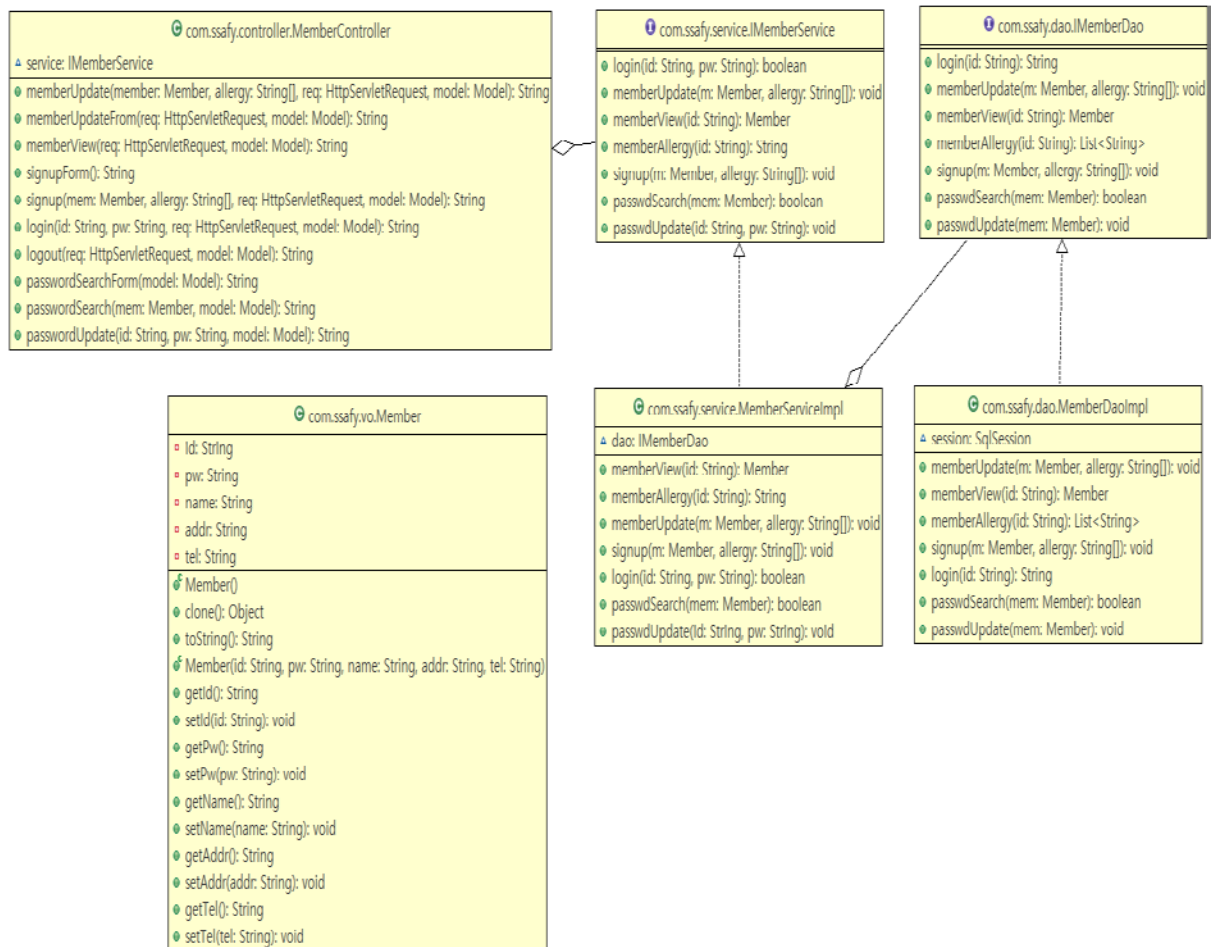 com.ssafy.controller.MemberController
service: IMemberService
memberUpdate(member: Member, allergy: String[], req: HttpServletRequest, model: Model): String
memberUpdateFrom(req: HttpServletRequest, model: Model): String
memberView(req: HttpServletRequest, model: Model): String
signupForm(): String
signup(mem: Member, allergy: String[], req: HttpServletRequest, model: Model): String
login(id: String, pw: String, req: HttpServletRequest, model: Model): String
logout(req: HttpServletRequest, model: Model): String
passwordSearchForm(model: Model): String
passwordSearch(mem: Member, model: Model): String
passwordUpdate(id: String, pw: String, model: Model): String
com.ssafy.service.IMemberService
login(id: String, pw: String): boolean
memberUpdate(m: Member, allergy: String[]): void
memberView(id: String): Member
memberAllergy(id: String): String
signup(m: Member, allergy: String[]): void
passwdSearch(mem: Member): boolean
passwdUpdate(id: String, pw: String): void
com.ssafy.dao.IMemberDao
login(id: String): String
memberUpdate(m: Member, allergy: String[]): void
memberView(id: String): Member
memberAllergy(id: String): List<String>
signup(m: Member, allergy: String[]): void
passwdSearch(mem: Member): boolean
passwdUpdate(mem: Member): void
com.ssafy.vo.Member
id: String
pw: String
name: String
addr: String
tel: String
Member()
clone(): Object
toString(): String
Member(id: String, pw: String, name: String, addr: String, tel: String)
getId(): String
setId(id: String): void
getPw(): String
setPw(pw: String): void
getName(): String
setName(name: String): void
getAddr(): String
setAddr(addr: String): void
getTel(): String
setTel(tel: String): void
com.ssafy.service.MemberServiceImpl
dao: IMemberDao
memberView(id: String): Member
memberAllergy(id: String): String
memberUpdate(m: Member, allergy: String[]): void
signup(m: Member, allergy: String[]): void
login(id: String, pw: String): boolean
passwdSearch(mem: Member): boolean
passwdUpdate(id: String, pw: String): void
com.ssafy.dao.MemberDaoImpl
session: SqlSession
memberUpdate(m: Member, allergy: String[]): void
memberView(id: String): Member
memberAllergy(id: String): List<String>
signup(m: Member, allergy: String[]): void
login(id: String): String
passwdSearch(mem: Member): boolean
passwdUpdate(mem: Member): void